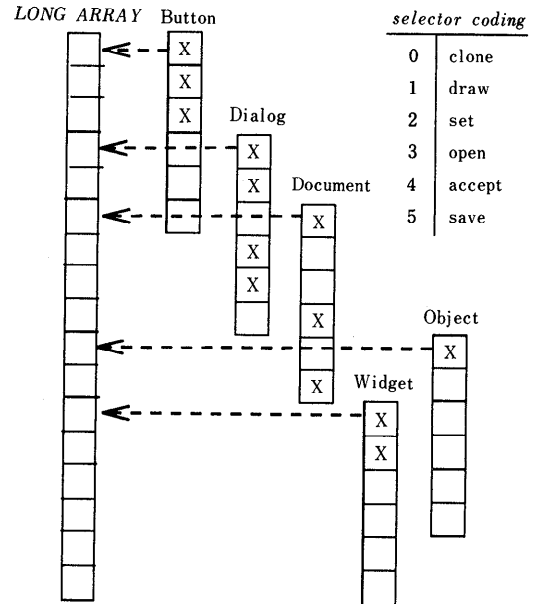 LONG ARRAY
Button
X
X
X
Dialog
X
X
X
X
Document
X
X
X
Widget
X
X
Object
X
selector coding
0 clone
1 draw
2 set
3 open
4 accept
5 save